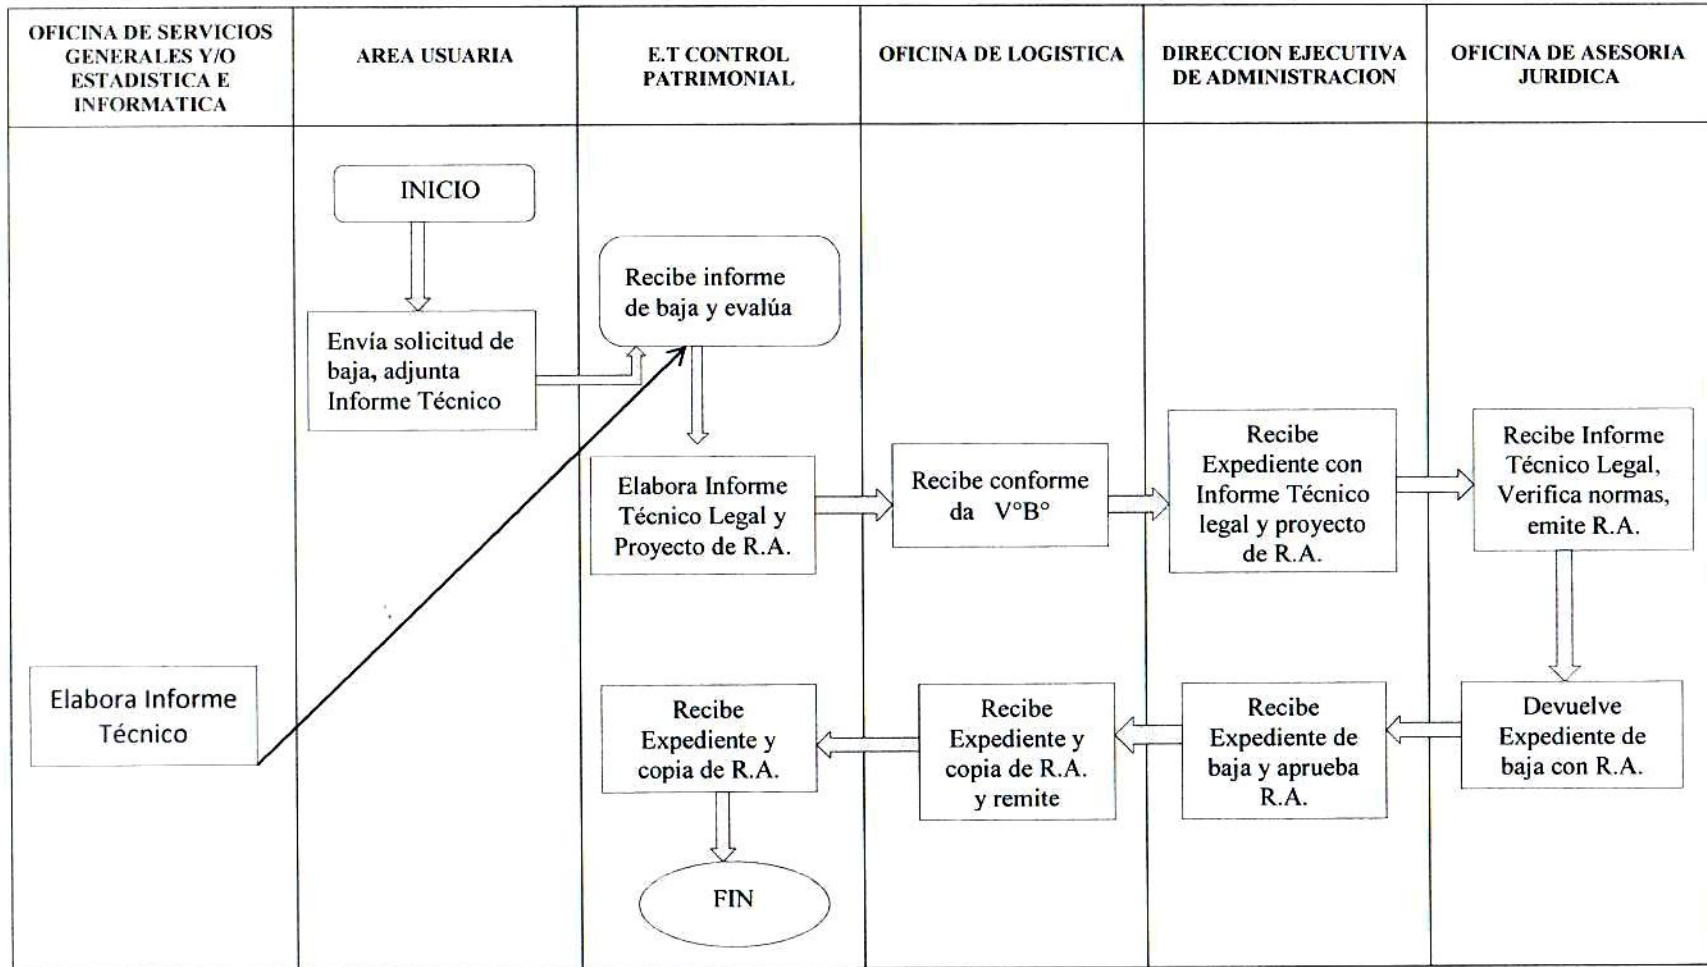 OFICINA DE SERVICIOS
GENERALES Y/O
ESTADISTICA E
INFORMATICA
AREA USUARIA
E.T CONTROL
PATRIMONIAL
OFICINA DE LOGISTICA
DIRECCION EJECUTIVA
DE ADMINISTRACION
OFICINA DE ASESORIA
JURIDICA
INICIO
Envía solicitud de
baja, adjunta
Informe Técnico
Recibe informe
de baja y evalúa
Elabora Informe
Técnico Legal y
Proyecto de R.A.
Recibe conforme
da V°B°
Recibe
Expediente con
Informe Técnico
legal y proyecto
de R.A.
Recibe Informe
Técnico Legal,
Verifica normas,
emite R.A.
Elabora Informe
Técnico
Recibe
Expediente y
copia de R.A.
Recibe
Expediente y
copia de R.A.
y remite
Recibe
Expediente de
baja y aprueba
R.A.
Devuelve
Expediente de
baja con R.A.
FIN